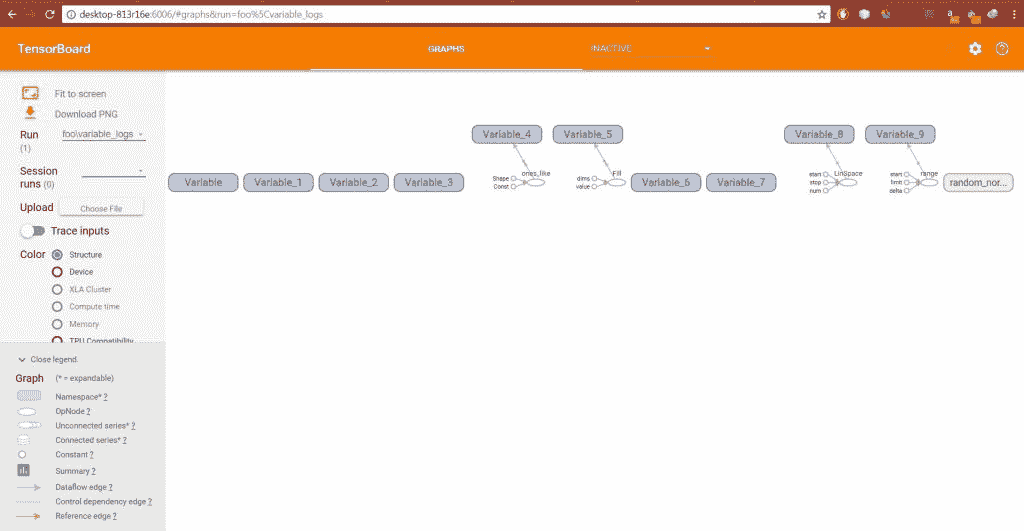 desktop-813r16e:6006/#graphs&run=foo%5Cvariable_logs
TensorBoard
GRAPHS
INACTIVE
Fit to screen
Download PNG
Run
(1)
foo\variable_logs
Session
runs (0)
Upload
Choose File
Trace inputs
Color
Structure
Device
XLA Cluster
Compute time
Memory
TPU Compatibility
Close legend.
Graph
(* = expandable)
Namespace* ?
OpNode ?
Unconnected series* ?
Connected series* ?
Constant ?
Summary ?
Dataflow edge ?
Control dependency edge ?
Reference edge ?
Variable_4
Variable_5
Variable_8
Variable_9
Variable
Variable_1
Variable_2
Variable_3
Shape
Const
ones_like
dims
value
Fill
Variable_6
Variable_7
start
stop
num
LinSpace
start
limit
delta
range
random_nor...